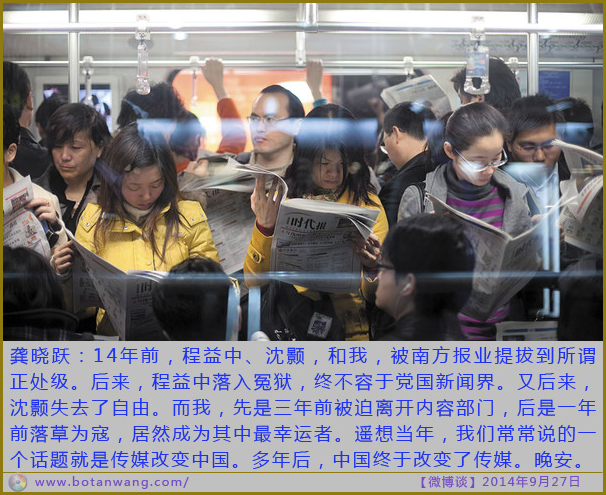 时代报
龚晓跃：14年前，程益中、沈颢，和我，被南方报业提拔到所谓
正处级。后来，程益中落入冤狱，终不容于党国新闻界。又后来，
沈颢失去了自由。而我，先是三年前被迫离开内容部门，后是一年
前落草为寇，居然成为其中最幸运者。遥想当年，我们常常说的一
个话题就是传媒改变中国。多年后，中国终于改变了传媒。晚安。
www.botanwang.com/ 【微博谈】2014年9月27日